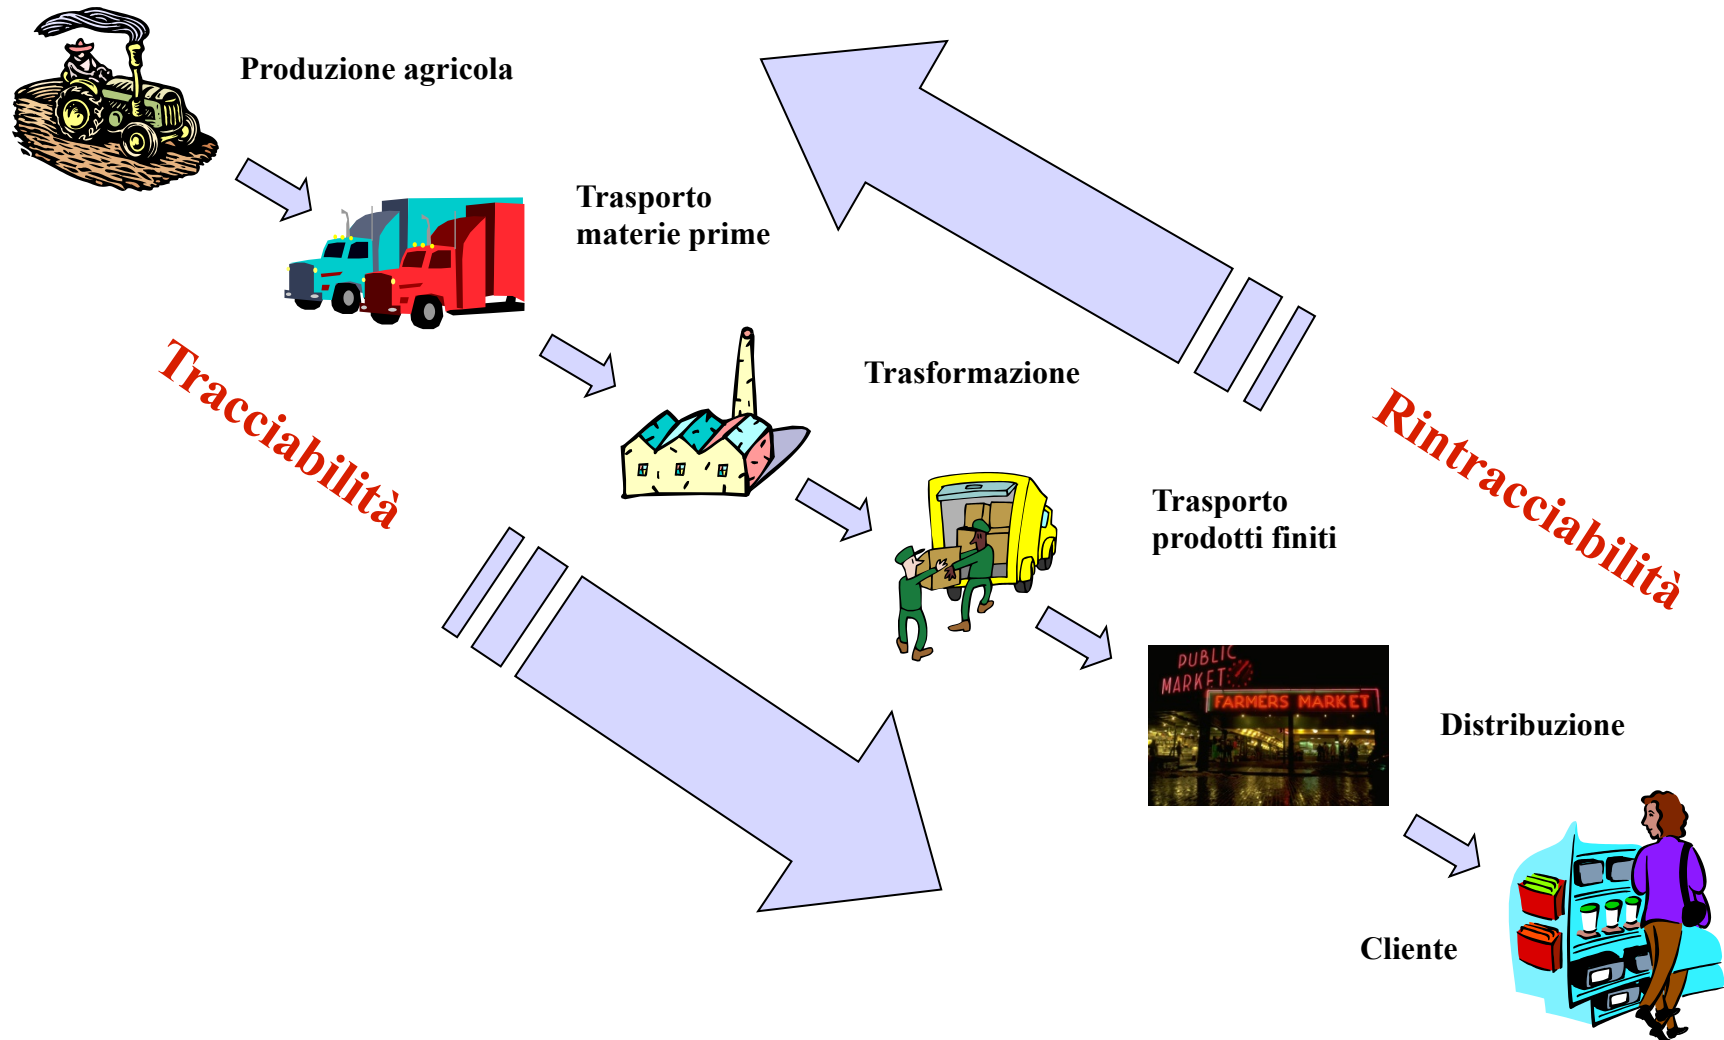 Produzione agricola
Trasporto
materie prime
Trasformazione
Tracciabilità
Rintracciabilità
Trasporto
prodotti finiti
PUBLIC
MARKET
FARMERS MARKET
Distribuzione
Cliente